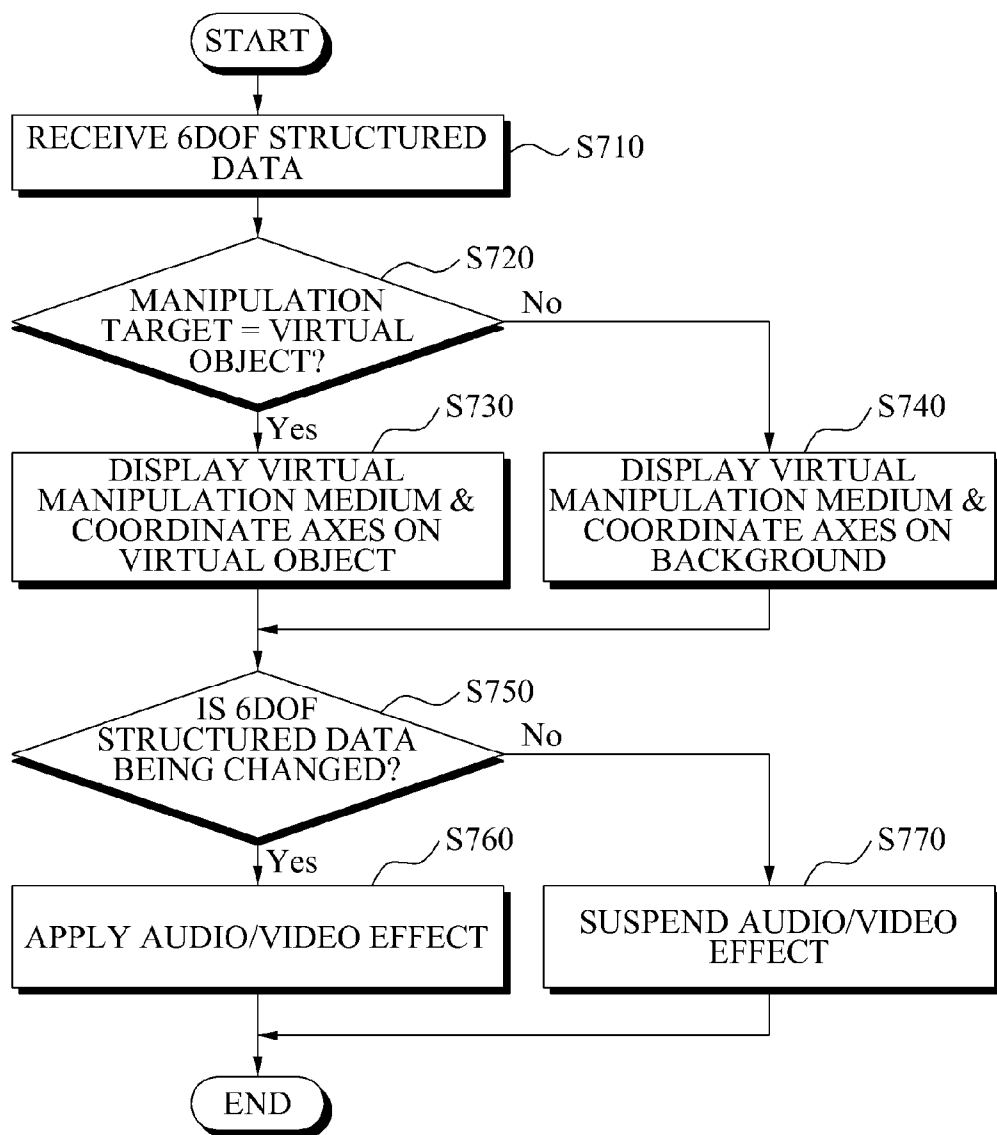 START
RECEIVE 6DOF STRUCTURED
DATA
S710
S720
MANIPULATION
TARGET = VIRTUAL
OBJECT?
No
Yes
S730
S740
DISPLAY VIRTUAL
MANIPULATION MEDIUM &
COORDINATE AXES ON
VIRTUAL OBJECT
DISPLAY VIRTUAL
MANIPULATION MEDIUM &
COORDINATE AXES ON
BACKGROUND
S750
IS 6DOF
STRUCTURED DATA
BEING CHANGED?
No
Yes
S760
S770
APPLY AUDIO/VIDEO EFFECT
SUSPEND AUDIO/VIDEO
EFFECT
END